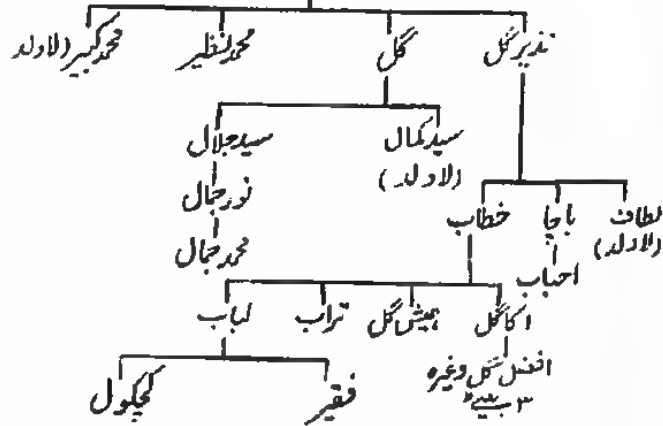 نذیر گل گل محمد نظیر محمد کبیر (لاولد
سید کمال سید جلال
(لاولد) نور جمال
لطاف باچا خطاب
(لاولد) محمد جمال
احباب
اکا گل ہمیش گل تراب لباب
افضل گل وغیرہ
۳ بیٹے
فقیر کچکول